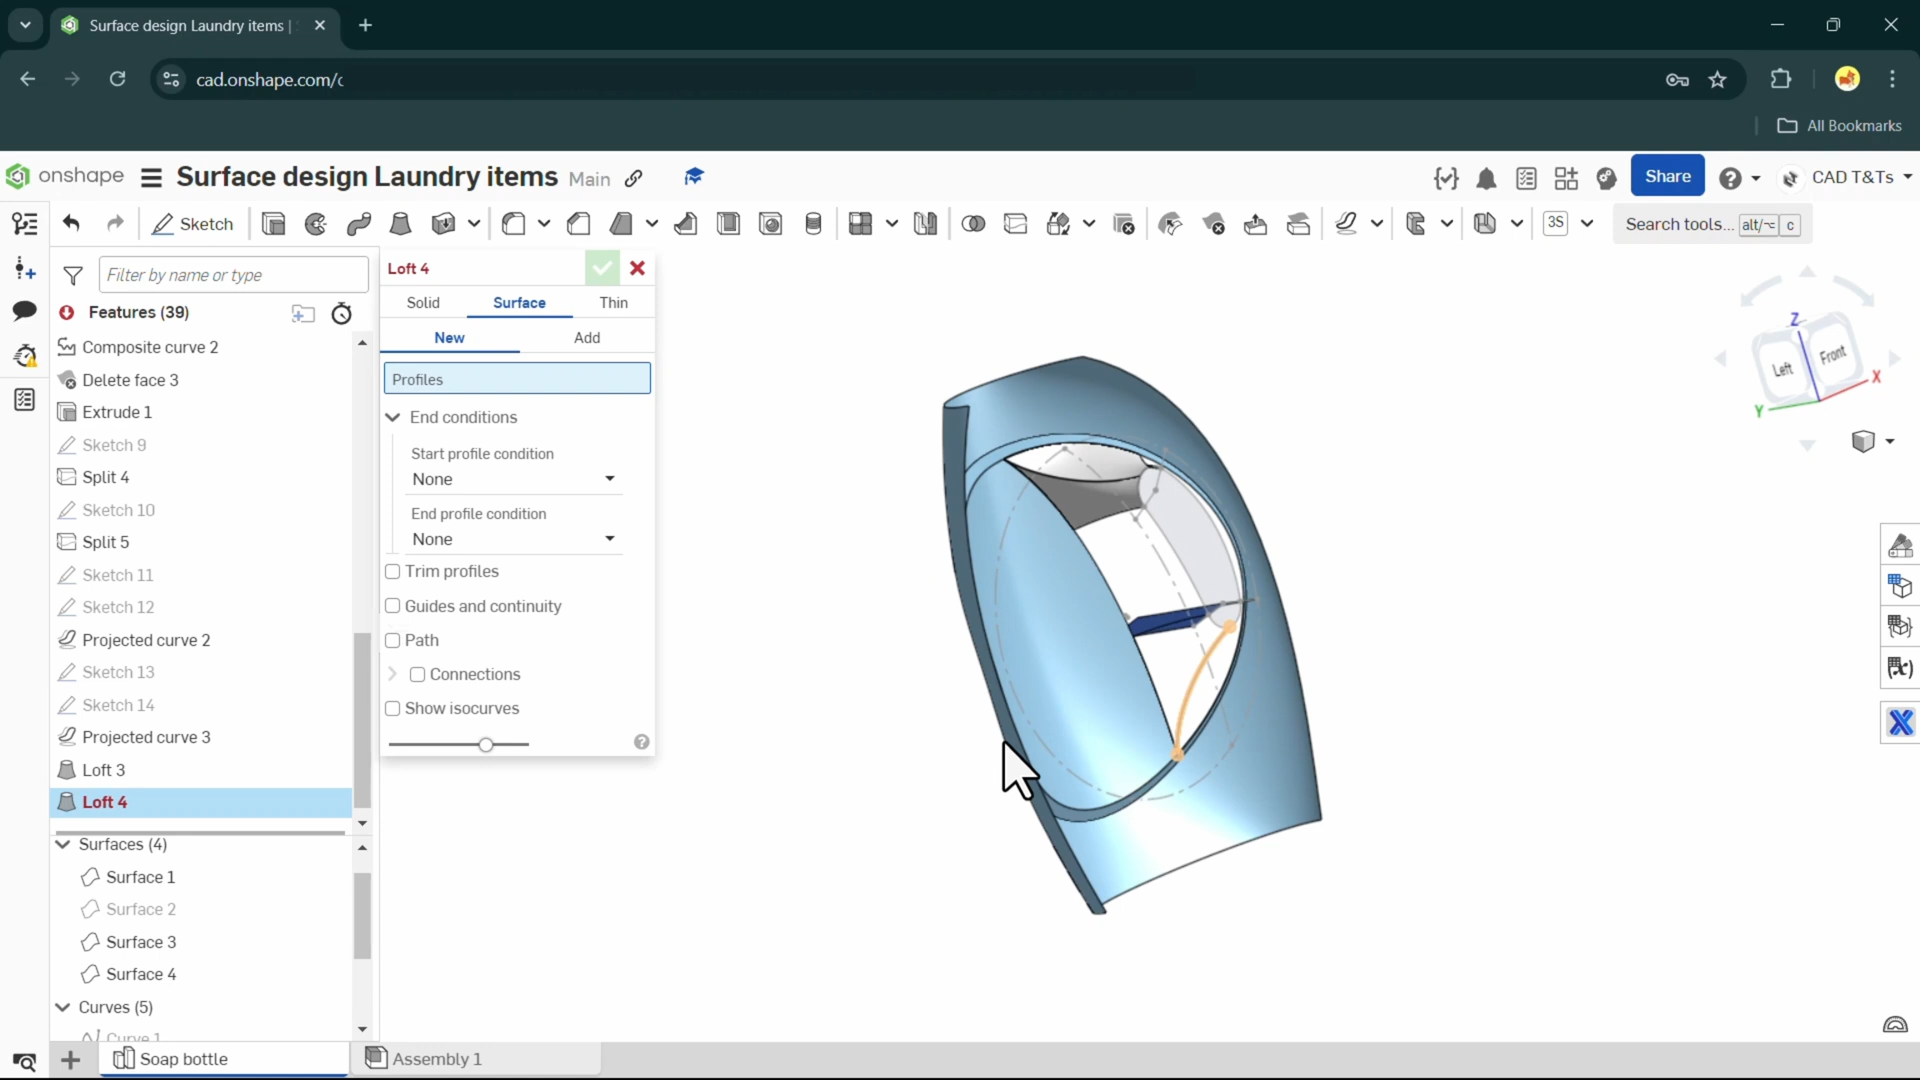 Surface design Laundry items |
cad.onshape.com/c
All Bookmarks
onshape Surface design Laundry items Main
Share
CAD T&Ts
Sketch
3S
Search tools... alt/⌥ c
Filter by name or type
Features (39)
Composite curve 2
Delete face 3
Extrude 1
Sketch 9
Split 4
Sketch 10
Split 5
Sketch 11
Sketch 12
Projected curve 2
Sketch 13
Sketch 14
Projected curve 3
Loft 3
Loft 4
Surfaces (4)
Surface 1
Surface 2
Surface 3
Surface 4
Curves (5)
Curve 1
Loft 4
Solid Surface Thin
New Add
Profiles
End conditions
Start profile condition
None
End profile condition
None
Trim profiles
Guides and continuity
Path
Connections
Show isocurves
Z
Left Front
X
Y
Soap bottle
Assembly 1